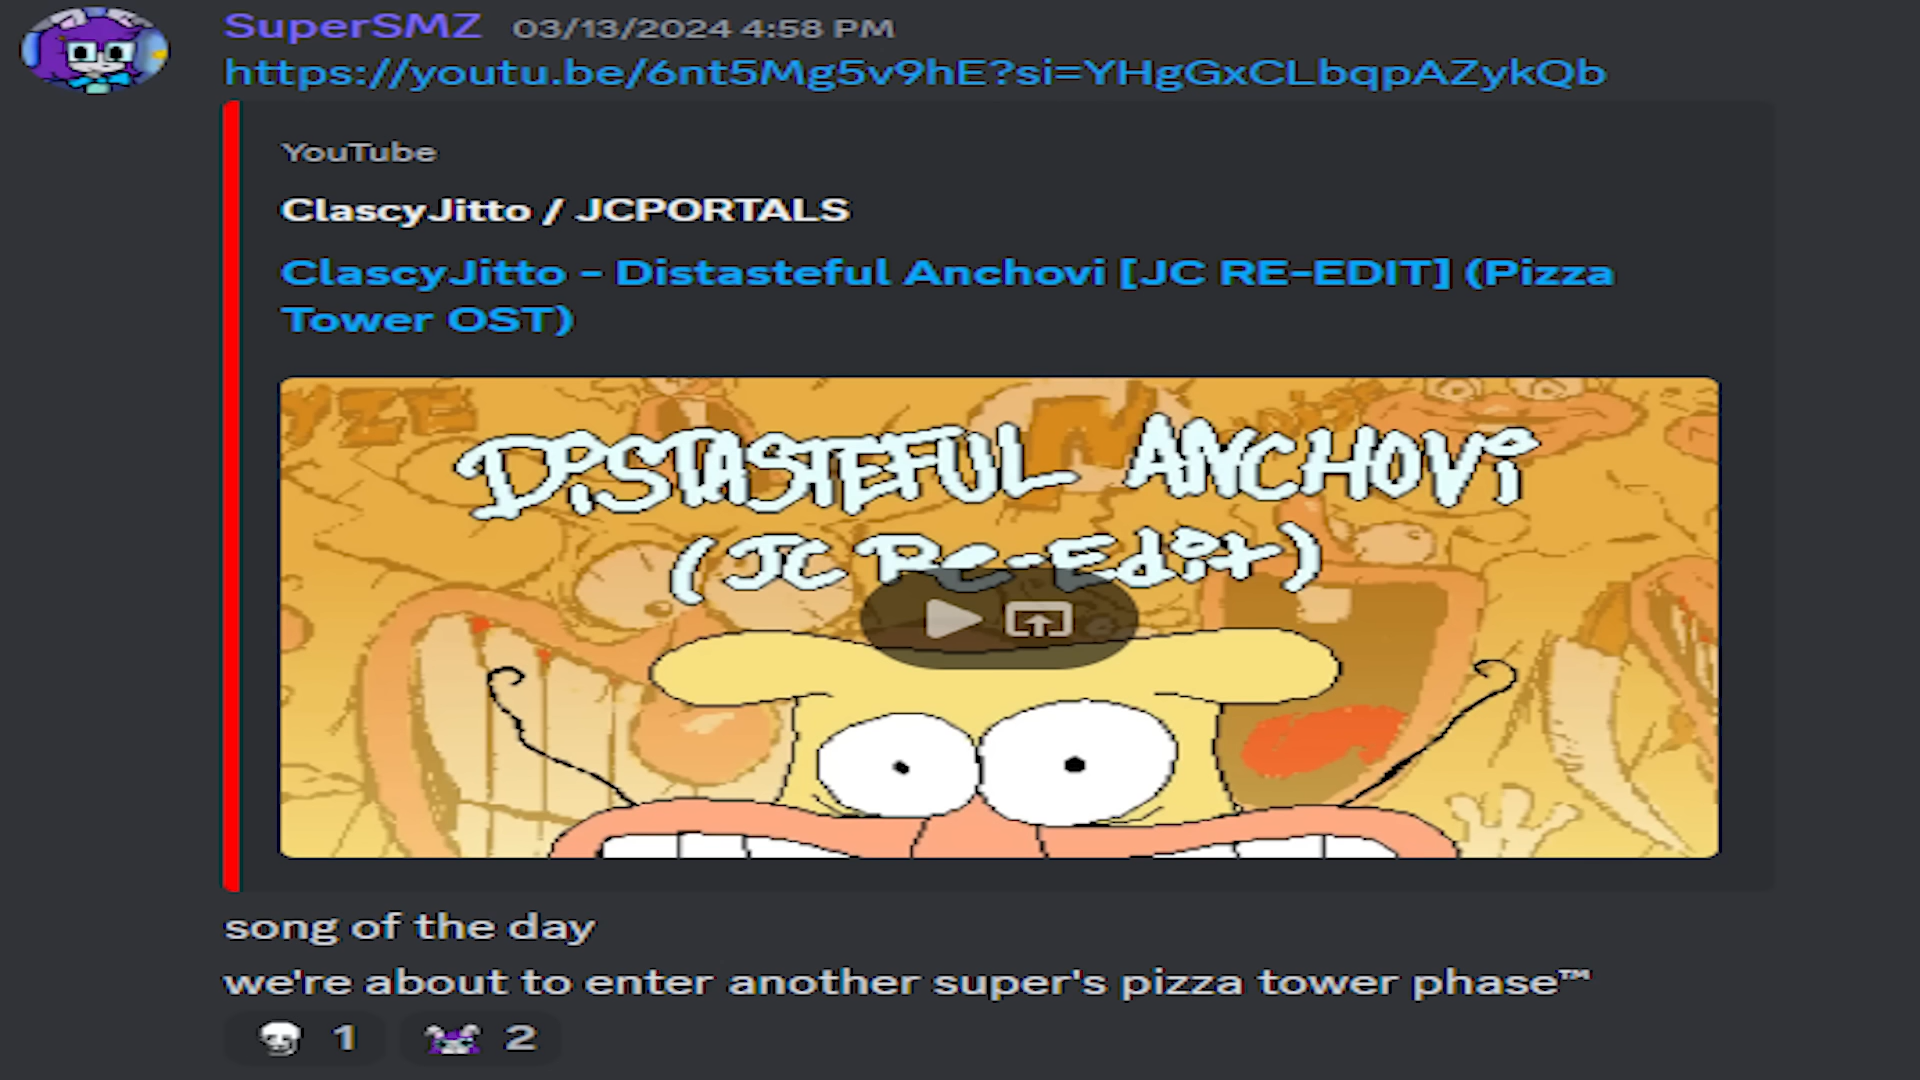 SuperSMZ 03/13/2024 4:58 PM
https://youtu.be/6nt5Mg5v9hE?si=YHgGxCLbqpAZykQb
YouTube
ClascyJitto / JCPORTALS
ClascyJitto - Distasteful Anchovi [JC RE-EDIT] (Pizza
Tower OST)
YZE
N
DiSTASTEFUL ANCHOVi
(JC Re-Edit)
song of the day
we're about to enter another super's pizza tower phase™
1 2